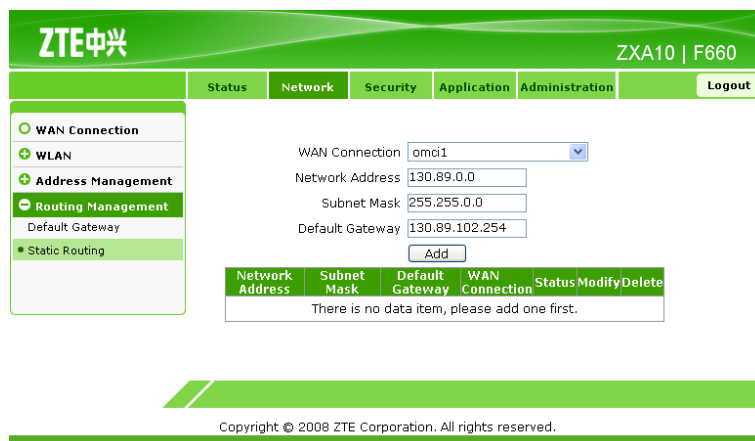 ZTE中兴
ZXA10 | F660
Status Network Security Application Administration Logout
WAN Connection
WLAN
Address Management
Routing Management
Default Gateway
Static Routing
WAN Connection omci1
Network Address 130.89.0.0
Subnet Mask 255.255.0.0
Default Gateway 130.89.102.254
Add
Network Address Subnet Mask Default Gateway WAN Connection Status Modify Delete
There is no data item, please add one first.
Copyright © 2008 ZTE Corporation. All rights reserved.